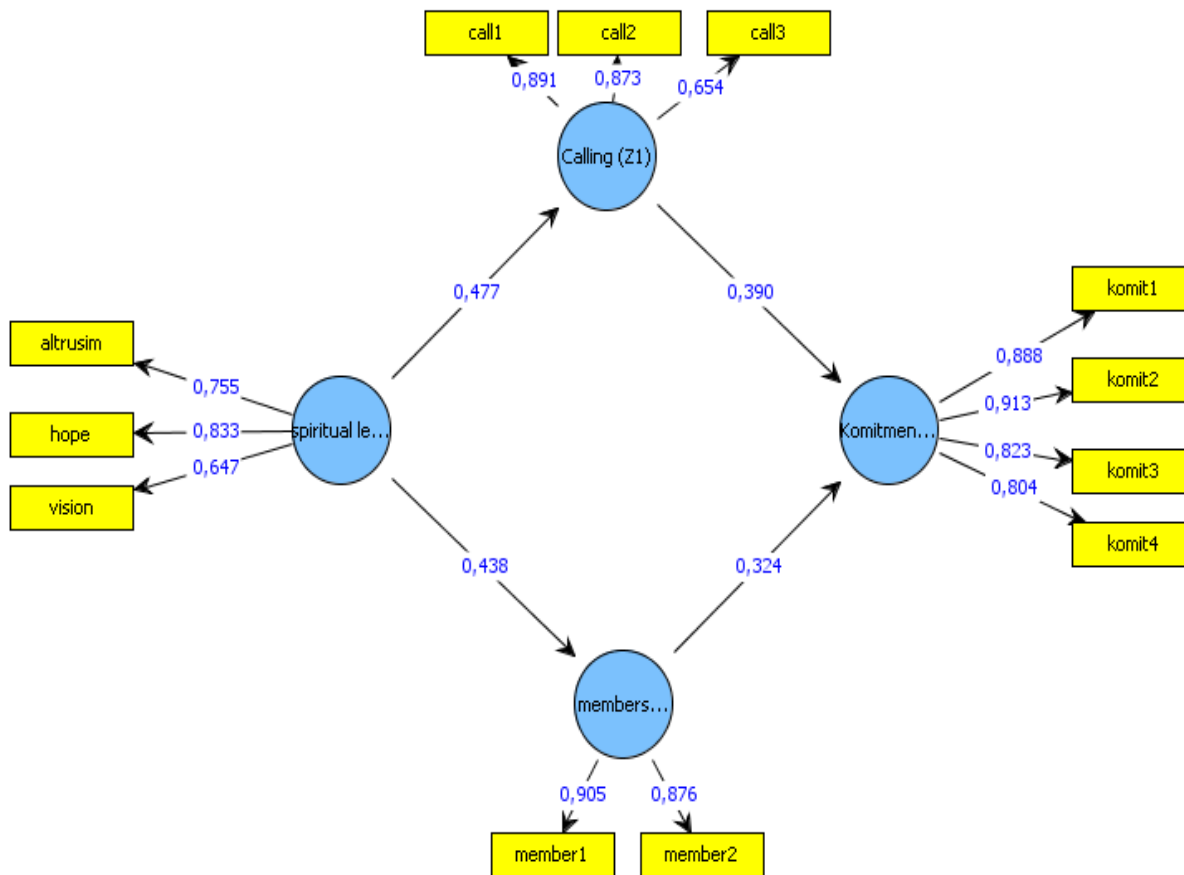 call1
call2
call3
0,891
0,873
0,654
Calling (Z1)
0,477
0,390
altrusim
hope
vision
0,755
0,833
0,647
spiritual le...
Komitmen...
0,888
0,913
0,823
0,804
komit1
komit2
komit3
komit4
0,438
0,324
members...
0,905
0,876
member1
member2